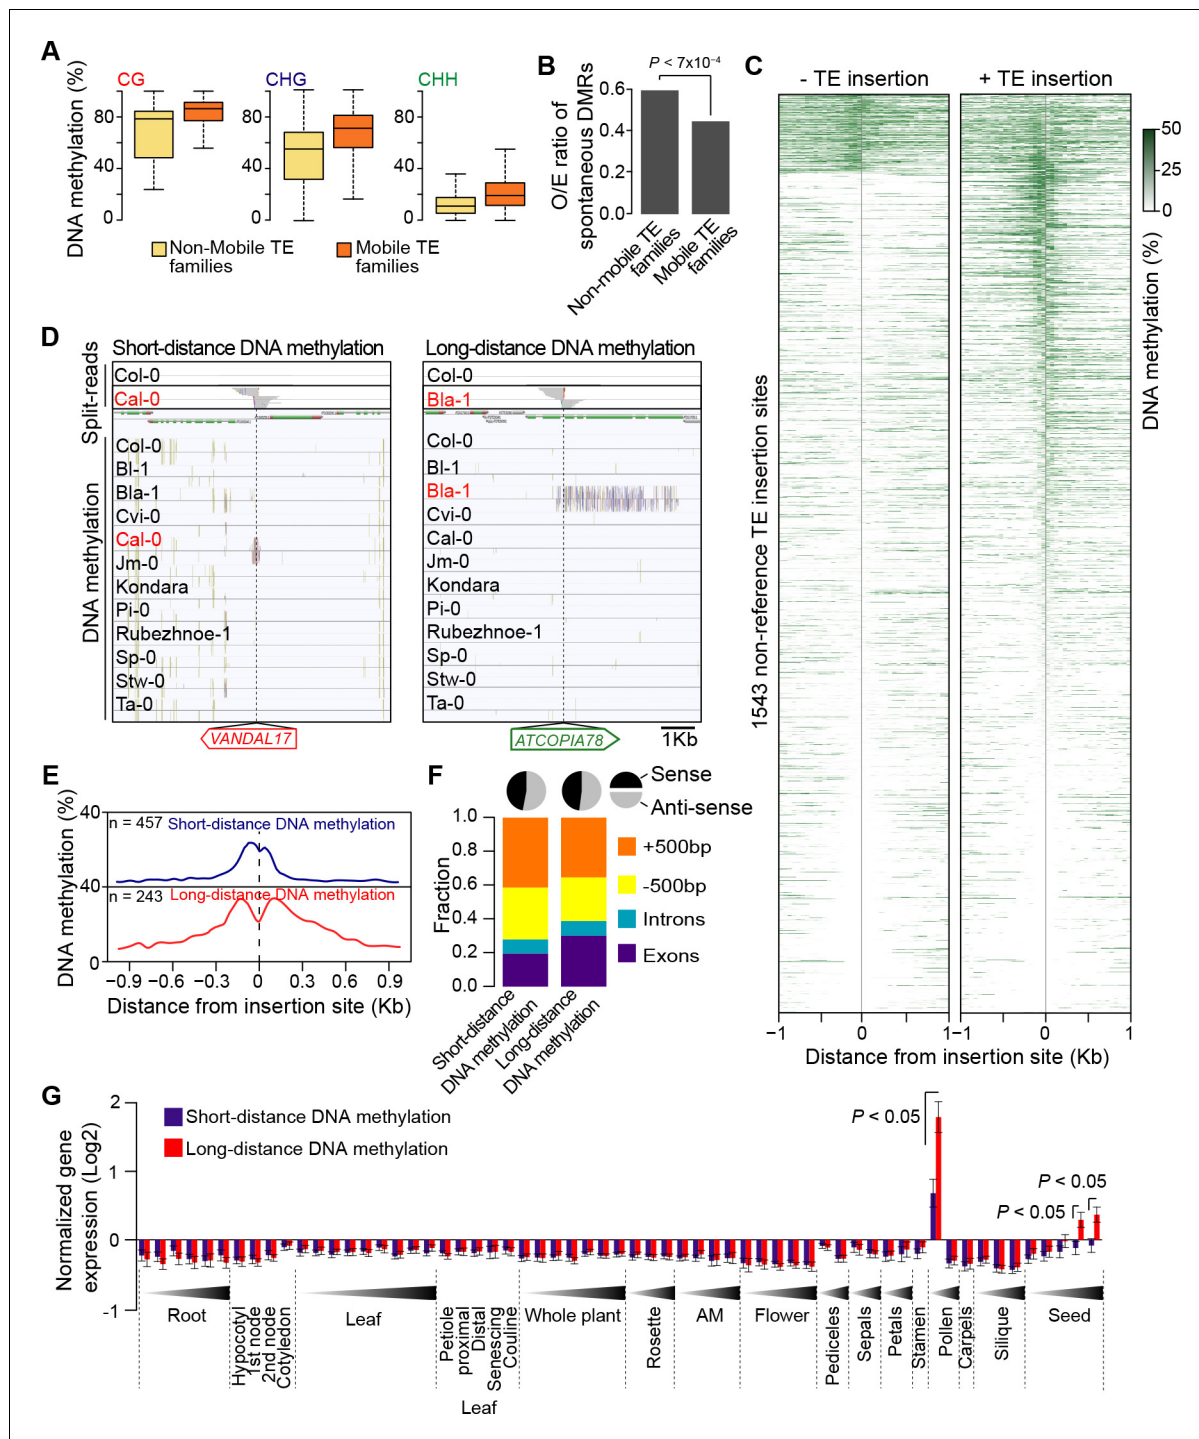 A
DNA methylation (%)
CG
CHG
CHH
80
40
0
80
40
0
80
40
0
Non-Mobile TE families
Mobile TE families
B
P < 7x10⁻⁴
O/E ratio of spontaneous DMRs
0.6
0.4
0.2
0.0
Non-mobile TE families
Mobile TE families
C
- TE insertion
+ TE insertion
1543 non-reference TE insertion sites
50
25
0
DNA methylation (%)
−1 0 1
−1 0 1
Distance from insertion site (Kb)
D
Short-distance DNA methylation
Long-distance DNA methylation
Split-reads
Col-0
Cal-0
Col-0
Bla-1
DNA methylation
Col-0
Bl-1
Bla-1
Cvi-0
Cal-0
Jm-0
Kondara
Pi-0
Rubezhnoe-1
Sp-0
Stw-0
Ta-0
Col-0
Bl-1
Bla-1
Cvi-0
Cal-0
Jm-0
Kondara
Pi-0
Rubezhnoe-1
Sp-0
Stw-0
Ta-0
VANDAL17
ATCOPIA78
1Kb
E
DNA methylation (%)
40
n = 457 Short-distance DNA methylation
40
n = 243 Long-distance DNA methylation
0
−0.9 −0.6 −0.3 0 0.3 0.6 0.9
Distance from insertion site (Kb)
F
Sense
Anti-sense
Fraction
1.0
0.8
0.6
0.4
0.2
0.0
+500bp
-500bp
Introns
Exons
Short-distance DNA methylation
Long-distance DNA methylation
G
Normalized gene expression (Log2)
2
1
0
-1
Short-distance DNA methylation
Long-distance DNA methylation
P < 0.05
P < 0.05
P < 0.05
Root
Hypocotyl
1st node
2nd node
Cotyledon
Leaf
Petiole
proximal
Distal
Senescing
Couline
Leaf
Whole plant
Rosette
AM
Flower
Pediceles
Sepals
Petals
Stamen
Pollen
Carpels
Silique
Seed